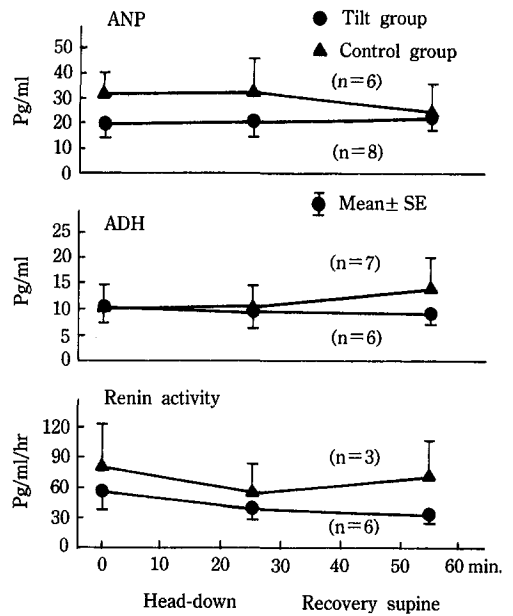 ANP
Tilt group
Control group
Pg/ml
50
40
30
20
10
0
(n=6)
(n=8)
Mean± SE
ADH
Pg/ml
25
20
15
10
5
0
(n=7)
(n=6)
Renin activity
Pg/ml/hr
120
90
60
30
0
(n=3)
(n=6)
0 10 20 30 40 50 60 min.
Head-down Recovery supine